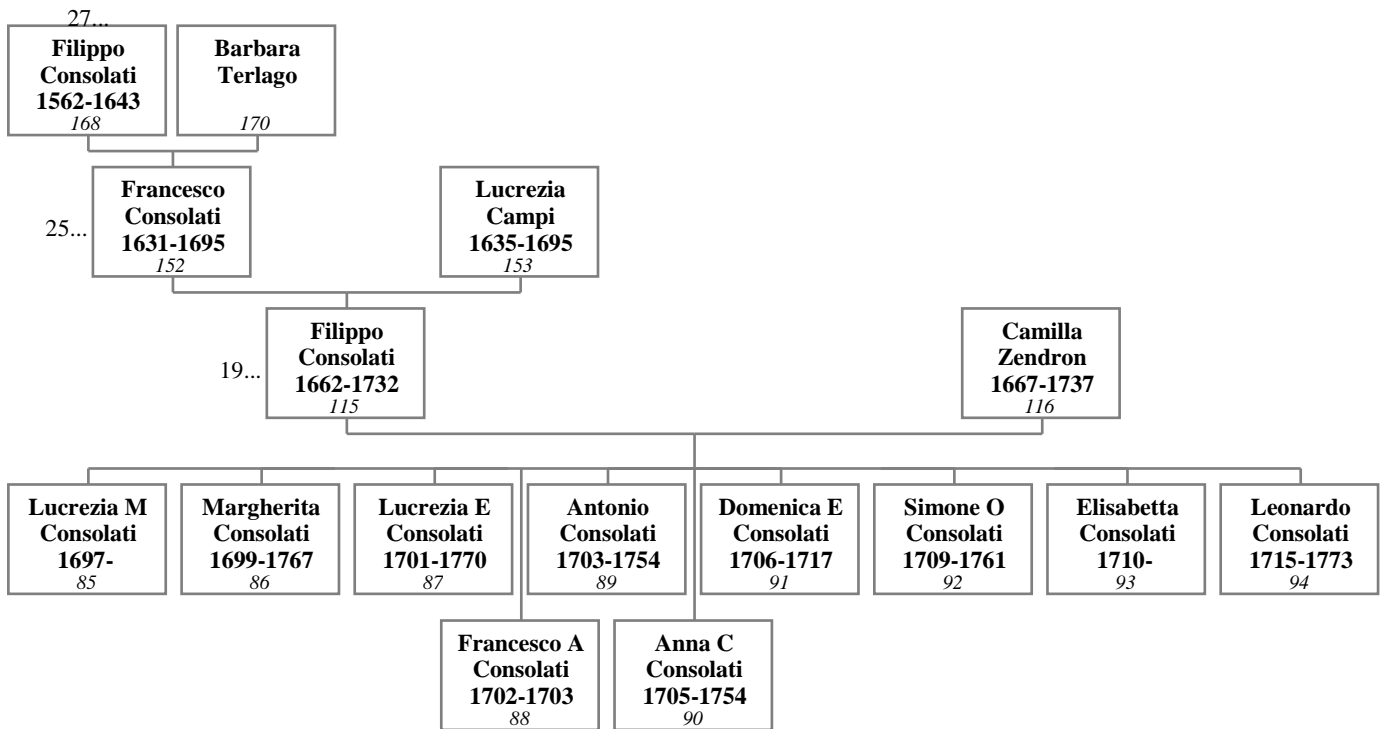 27...
Filippo
Consolati
1562-1643
168
Barbara
Terlago
170
25...
Francesco
Consolati
1631-1695
152
Lucrezia
Campi
1635-1695
153
19...
Filippo
Consolati
1662-1732
115
Camilla
Zendron
1667-1737
116
Lucrezia M
Consolati
1697-
85
Margherita
Consolati
1699-1767
86
Lucrezia E
Consolati
1701-1770
87
Antonio
Consolati
1703-1754
89
Domenica E
Consolati
1706-1717
91
Simone O
Consolati
1709-1761
92
Elisabetta
Consolati
1710-
93
Leonardo
Consolati
1715-1773
94
Francesco A
Consolati
1702-1703
88
Anna C
Consolati
1705-1754
90